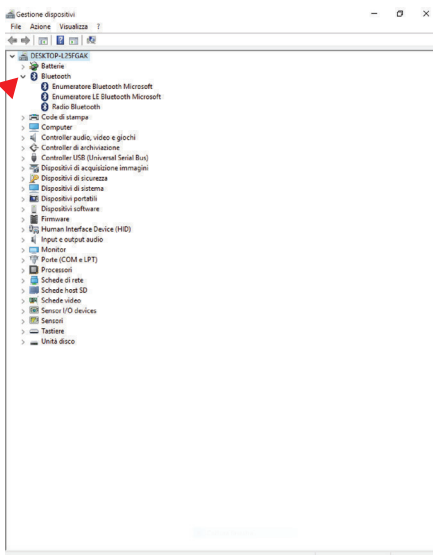 Gestione dispositivi
File Azione Visualizza ?
DESKTOP-L25FGAK
Batterie
Bluetooth
Enumeratore Bluetooth Microsoft
Enumeratore LE Bluetooth Microsoft
Radio Bluetooth
Code di stampa
Computer
Controller audio, video e giochi
Controller di archiviazione
Controller USB (Universal Serial Bus)
Dispositivi di acquisizione immagini
Dispositivi di sicurezza
Dispositivi di sistema
Dispositivi portatili
Dispositivi software
Firmware
Human Interface Device (HID)
Input e output audio
Monitor
Porte (COM e LPT)
Processori
Schede di rete
Schede host SD
Schede video
Sensor I/O devices
Sensori
Tastiere
Unità disco